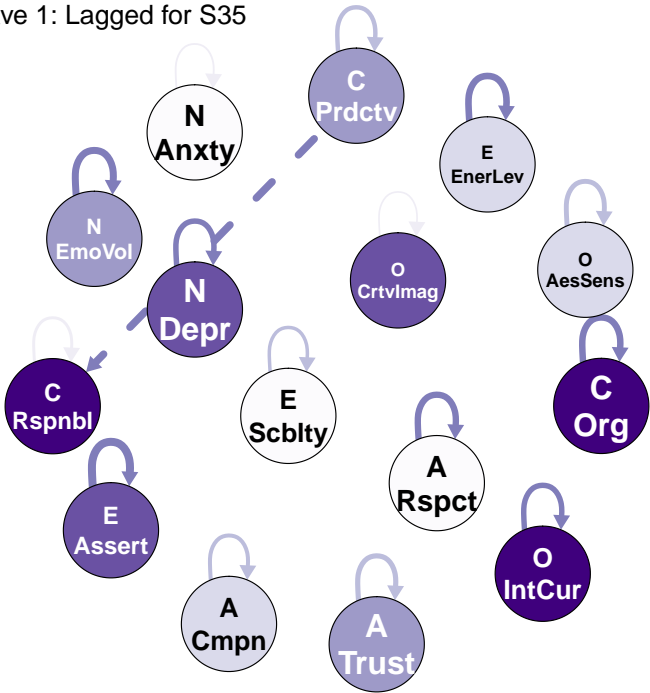 ve 1: Lagged for S35
C
Prdctv
N
Anxty
E
EnerLev
N
EmoVol
O
AesSens
O
CrtvImag
N
Depr
C
Rspnbl
C
Org
E
Scblty
A
Rspct
E
Assert
O
IntCur
A
Cmpn
A
Trust